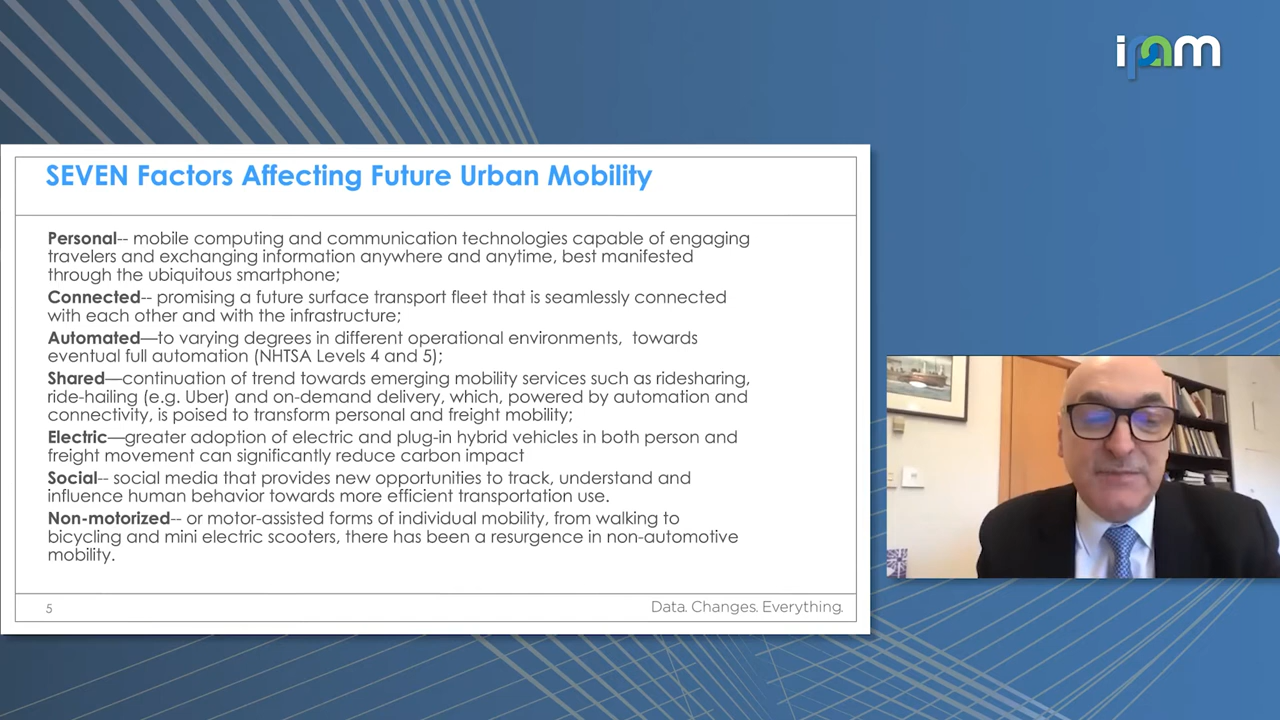 ipam
SEVEN Factors Affecting Future Urban Mobility
Personal-- mobile computing and communication technologies capable of engaging
travelers and exchanging information anywhere and anytime, best manifested
through the ubiquitous smartphone;
Connected-- promising a future surface transport fleet that is seamlessly connected
with each other and with the infrastructure;
Automated—to varying degrees in different operational environments,  towards
eventual full automation (NHTSA Levels 4 and 5);
Shared—continuation of trend towards emerging mobility services such as ridesharing,
ride-hailing (e.g. Uber) and on-demand delivery, which, powered by automation and
connectivity, is poised to transform personal and freight mobility;
Electric—greater adoption of electric and plug-in hybrid vehicles in both person and
freight movement can significantly reduce carbon impact
Social-- social media that provides new opportunities to track, understand and
influence human behavior towards more efficient transportation use.
Non-motorized-- or motor-assisted forms of individual mobility, from walking to
bicycling and mini electric scooters, there has been a resurgence in non-automotive
mobility.
5
Data. Changes. Everything.